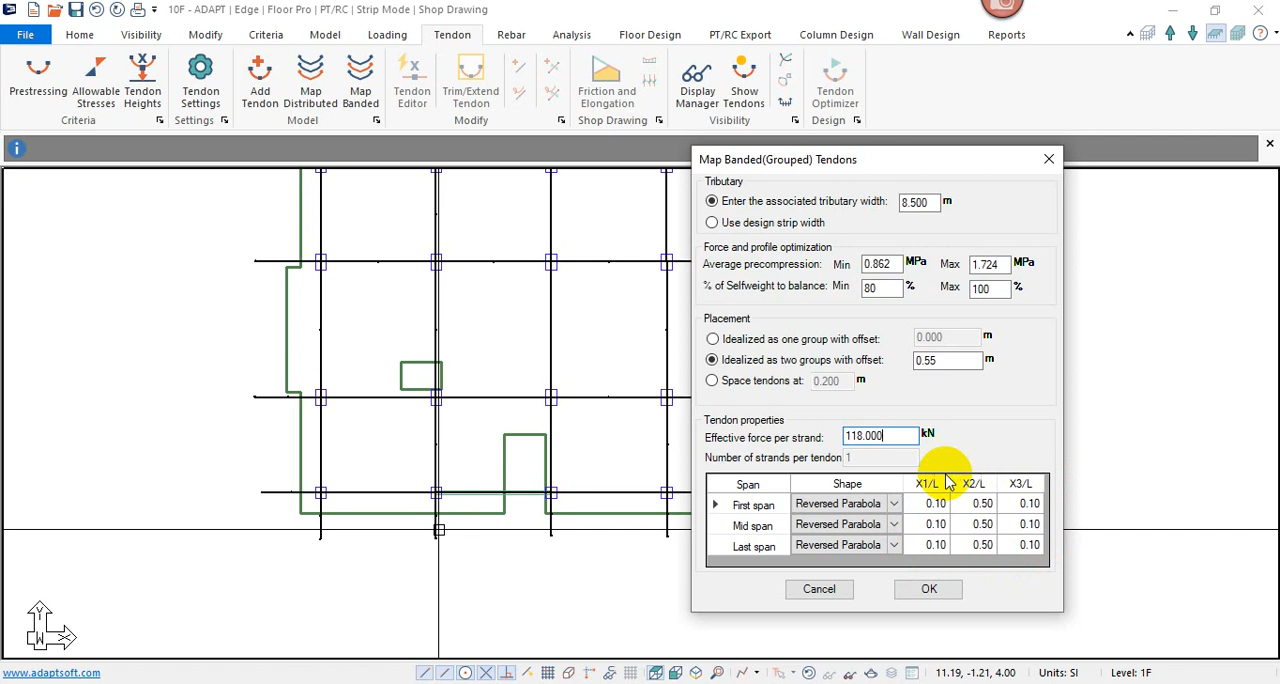 10F - ADAPT | Edge | Floor Pro | PT/RC | Strip Mode | Shop Drawing
File Home Visibility Modify Criteria Model Loading Tendon Rebar Analysis Floor Design PT/RC Export Column Design Wall Design Reports
Prestressing Allowable Stresses Tendon Heights Tendon Settings Add Tendon Map Distributed Map Banded Tendon Editor Trim/Extend Tendon Friction and Elongation Display Manager Show Tendons Tendon Optimizer
Criteria Settings Model Modify Shop Drawing Visibility Design
Map Banded(Grouped) Tendons
Tributary
Enter the associated tributary width: 8.500 m
Use design strip width
Force and profile optimization
Average precompression: Min 0.862 MPa Max 1.724 MPa
% of Selfweight to balance: Min 80 % Max 100 %
Placement
Idealized as one group with offset: 0.000 m
Idealized as two groups with offset: 0.55 m
Space tendons at: 0.200 m
Tendon properties
Effective force per strand: 118.000 kN
Number of strands per tendon 1
Span Shape X1/L X2/L X3/L
First span Reversed Parabola 0.10 0.50 0.10
Mid span Reversed Parabola 0.10 0.50 0.10
Last span Reversed Parabola 0.10 0.50 0.10
Cancel OK
Y
W X
www.adaptsoft.com 11.19, -1.21, 4.00 Units: SI Level: 1F